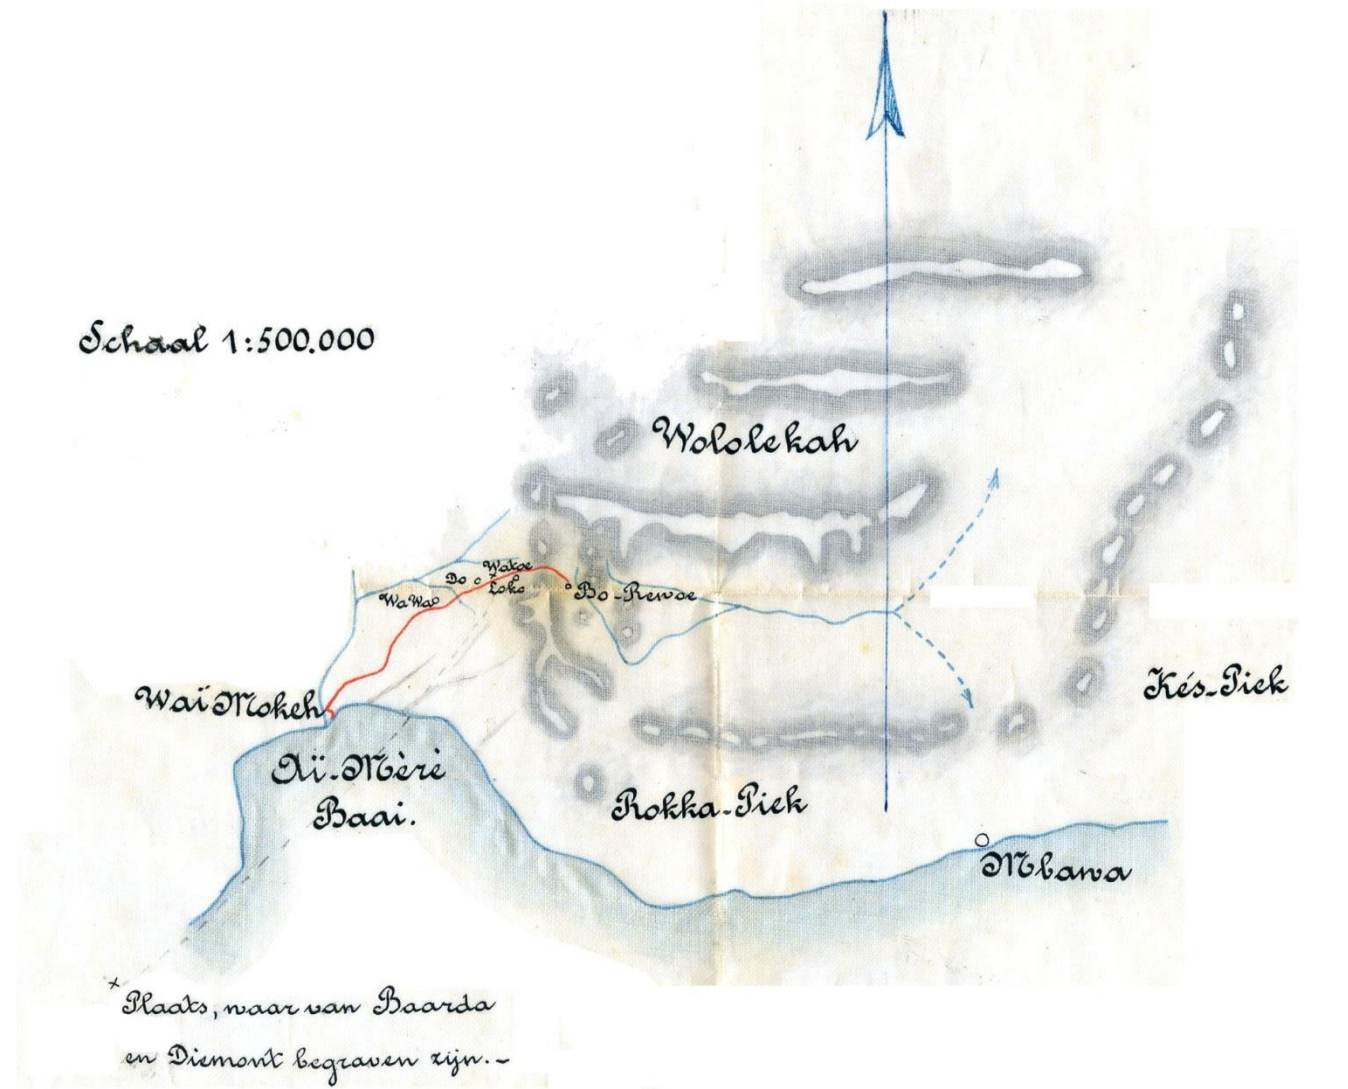 Schaal 1:500.000
Wololekah
Watoe
Do
Loko
WaWa
Bo-Rewoe
Waï Mokeh
Kés-Piek
Aï-Mèrè
Baai.
Rokka-Piek
Mbawa
x
Plaats, waar van Baarda
en Diemont begraven zijn.-